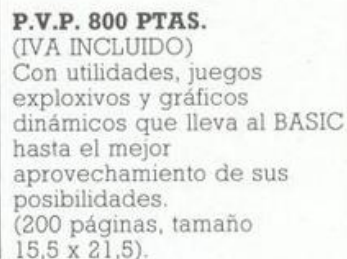 P.V.P. 800 PTAS.
(IVA INCLUIDO)
Con utilidades, juegos
exploxivos y gráficos
dinámicos que lleva al BASIC
hasta el mejor
aprovechamiento de sus
posibilidades.
(200 páginas, tamaño
15,5 x 21,5).